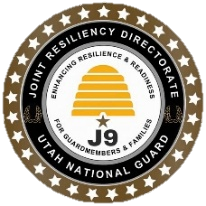 JOINT RESILIENCY DIRECTORATE
ENHANCING RESILIENCE & READINESS
J9
FOR GUARDMEMBERS & FAMILIES
UTAH NATIONAL GUARD